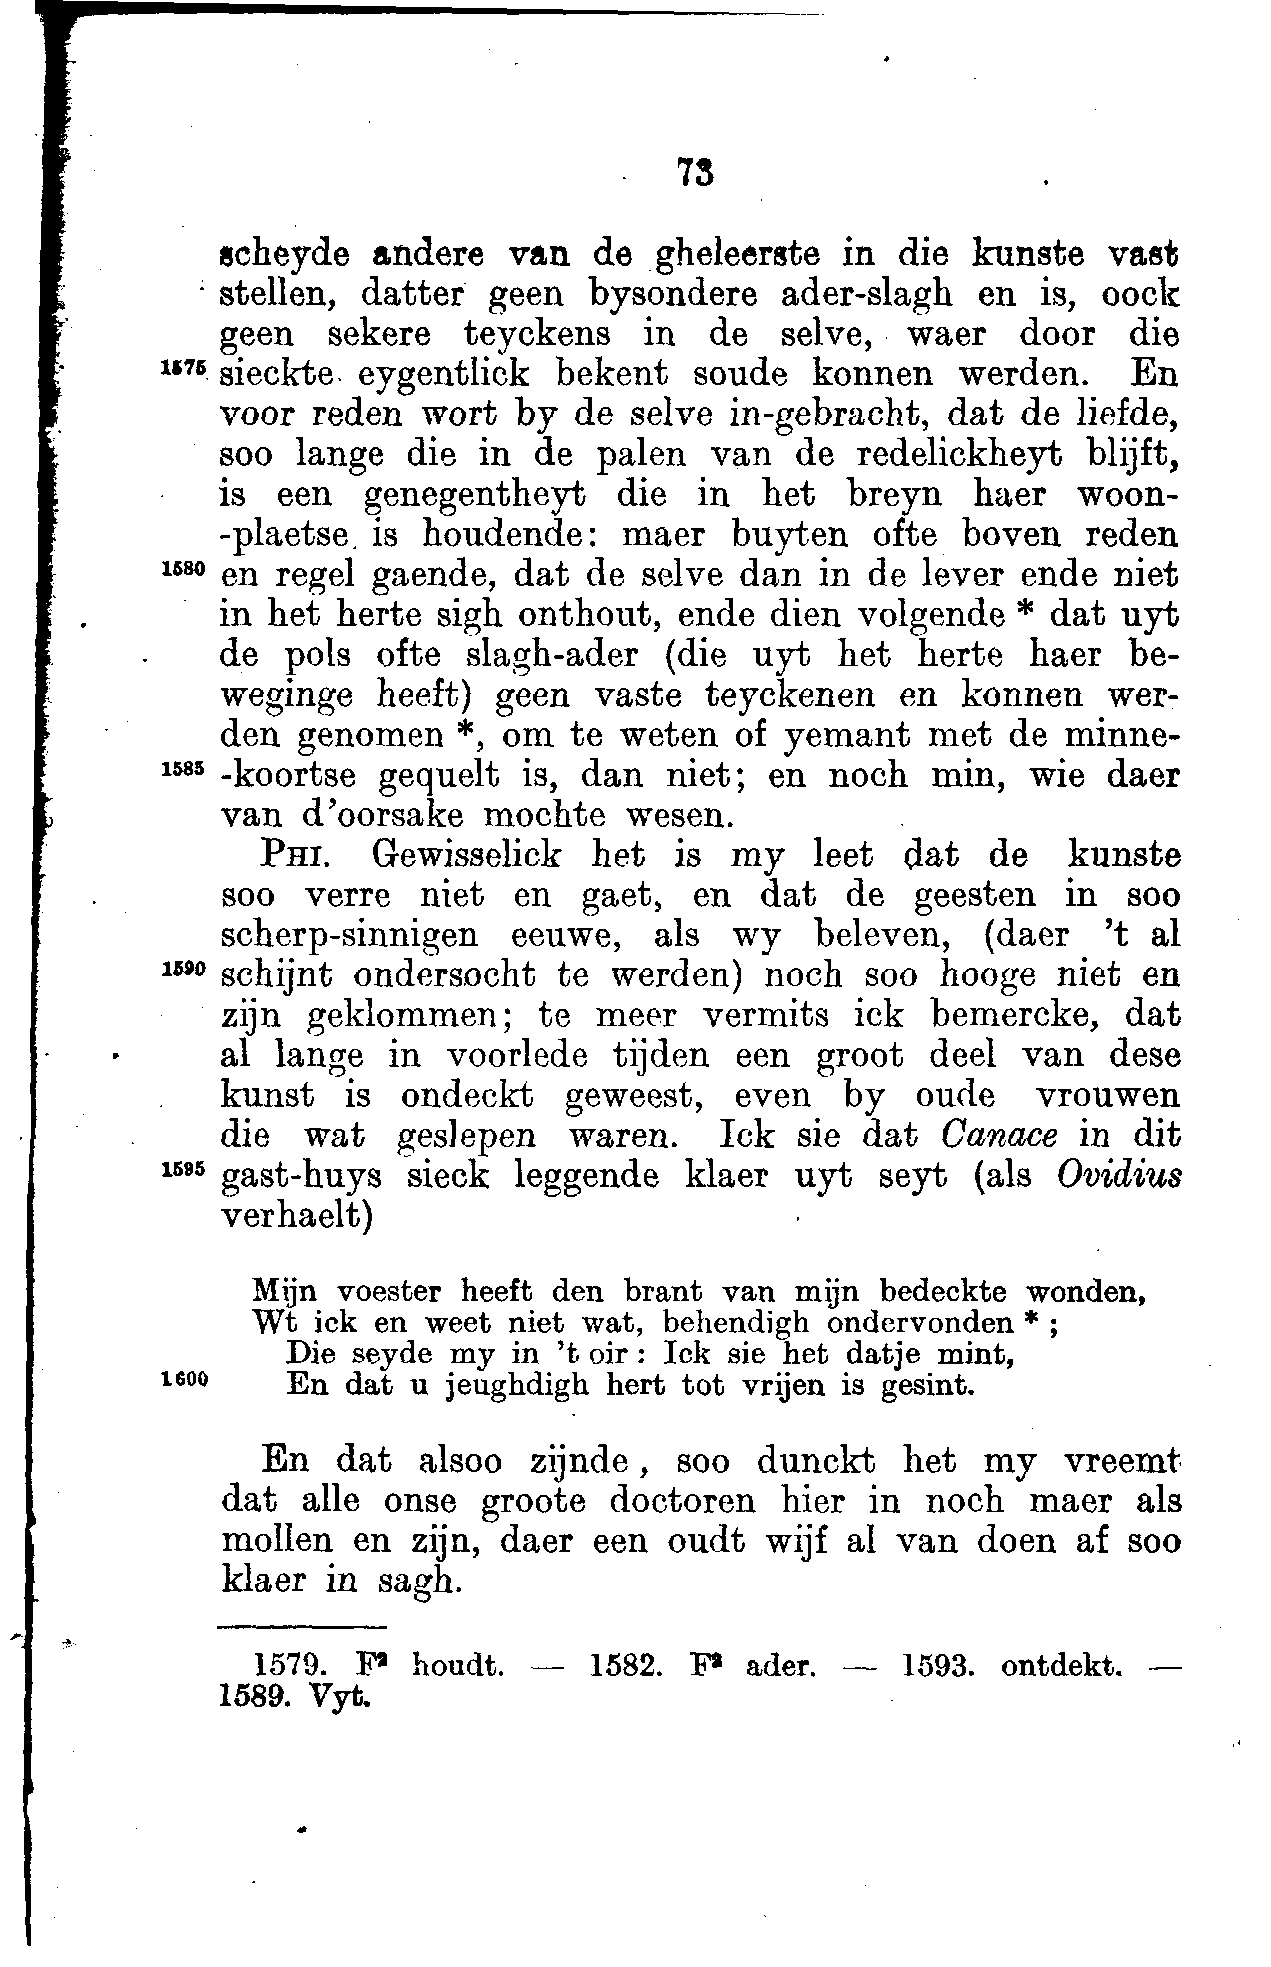 73
scheyde andere van de gheleerste in die kunste vast
stellen, datter geen bysondere ader-slagh en is, oock
geen sekere teyckens in de selve, waer door die
1575 sieckte eygentlick bekent soude konnen werden. En
voor reden wort by de selve in-gebracht, dat de liefde,
soo lange die in de palen van de redelickheyt blijft,
is een genegentheyt die in het breyn haer woon-
-plaetse is houdende: maer buyten ofte boven reden
1580 en regel gaende, dat de selve dan in de lever ende niet
in het herte sigh onthout, ende dien volgende * dat uyt
de pols ofte slagh-ader (die uyt het herte haer be-
weginge heeft) geen vaste teyckenen en konnen wer-
den genomen *, om te weten of yemant met de minne-
1585 -koortse gequelt is, dan niet; en noch min, wie daer
van d'oorsake mochte wesen.
PHI. Gewisselick het is my leet dat de kunste
soo verre niet en gaet, en dat de geesten in soo
scherp-sinnigen eeuwe, als wy beleven, (daer 't al
1590 schijnt ondersocht te werden) noch soo hooge niet en
zijn geklommen; te meer vermits ick bemercke, dat
al lange in voorlede tijden een groot deel van dese
kunst is ondeckt geweest, even by oude vrouwen
die wat geslepen waren. Ick sie dat Canace in dit
1595 gast-huys sieck leggende klaer uyt seyt (als Ovidius
verhaelt)
Mijn voester heeft den brant van mijn bedeckte wonden,
Wt ick en weet niet wat, behendigh ondervonden * ;
Die seyde my in 't oir : Ick sie het datje mint,
1600 En dat u jeughdigh hert tot vrijen is gesint.
En dat alsoo zijnde, soo dunckt het my vreemt
dat alle onse groote doctoren hier in noch maer als
mollen en zijn, daer een oudt wijf al van doen af soo
klaer in sagh.
1579. F² houdt. — 1582. F² ader. — 1593. ontdekt. —
1589. Vyt.